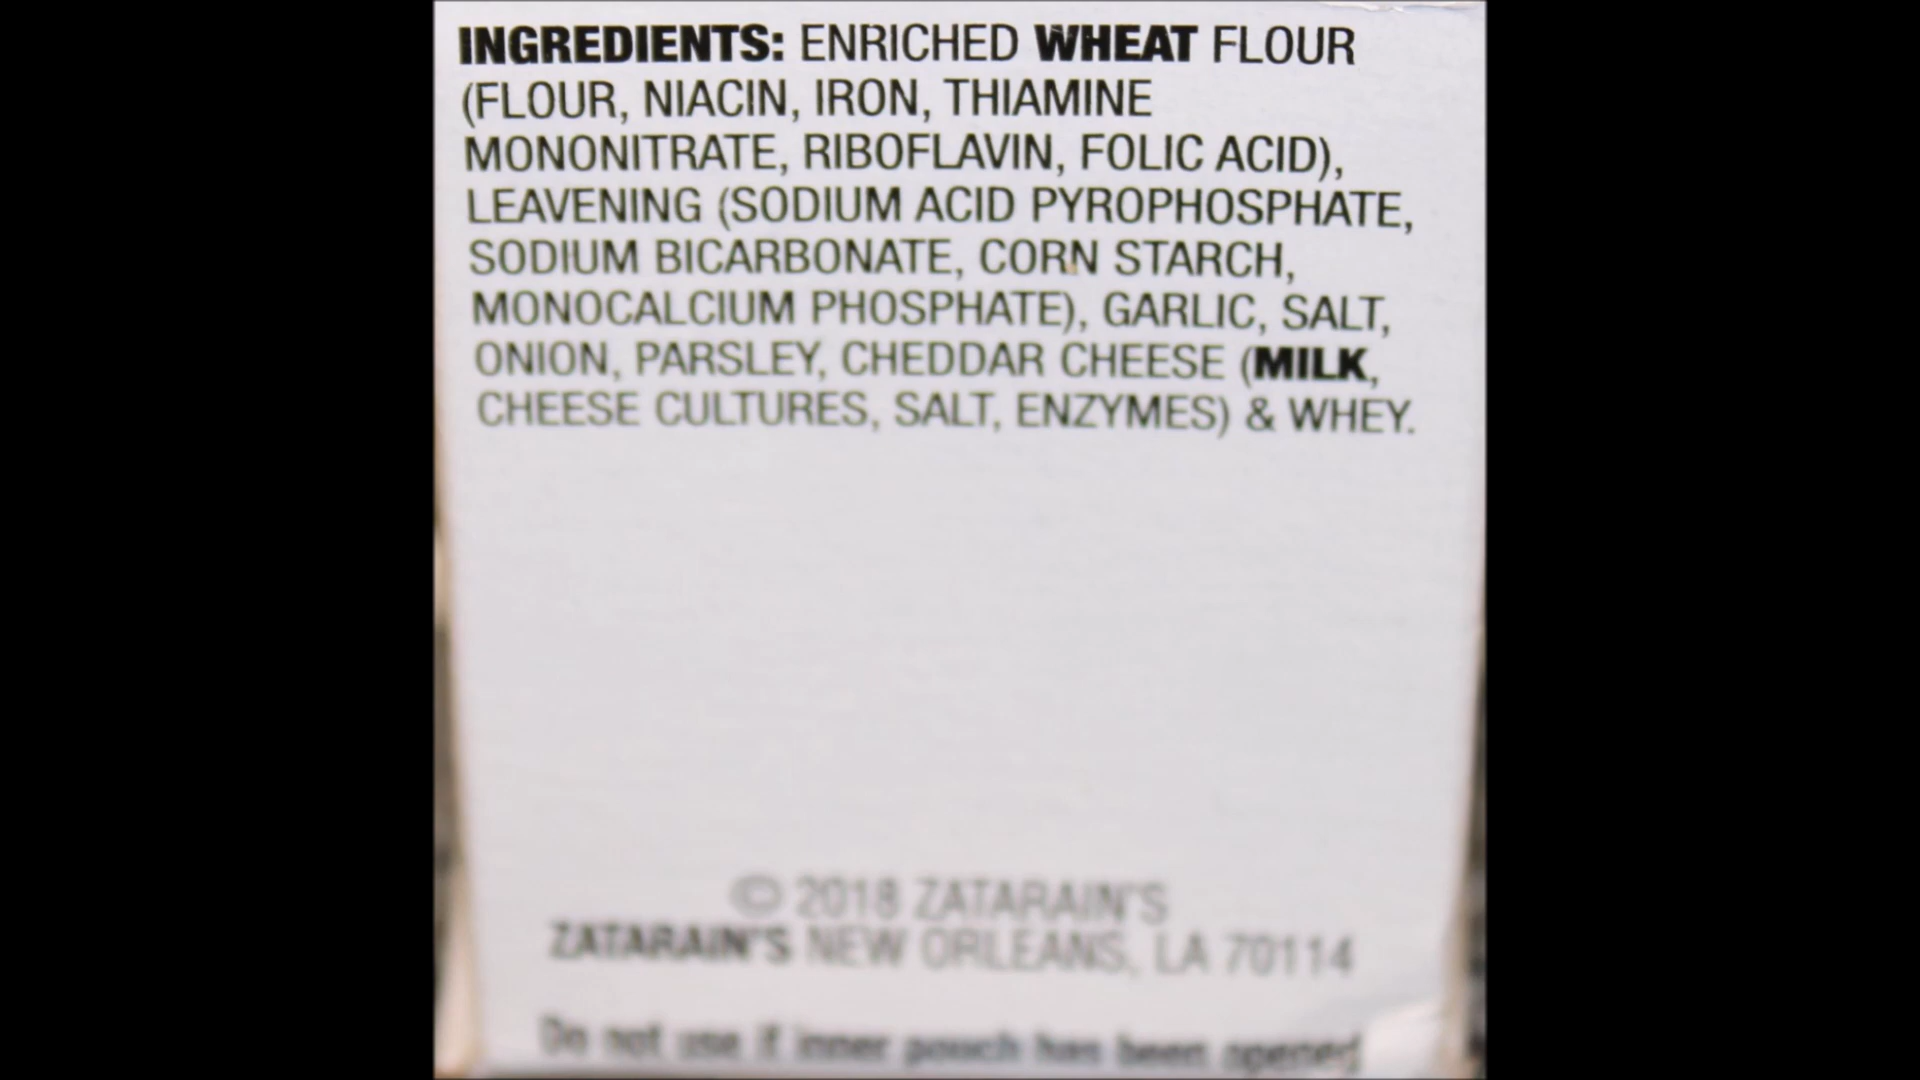 INGREDIENTS: ENRICHED WHEAT FLOUR
(FLOUR, NIACIN, IRON, THIAMINE
MONONITRATE, RIBOFLAVIN, FOLIC ACID),
LEAVENING (SODIUM ACID PYROPHOSPHATE,
SODIUM BICARBONATE, CORN STARCH,
MONOCALCIUM PHOSPHATE), GARLIC, SALT,
ONION, PARSLEY, CHEDDAR CHEESE (MILK,
CHEESE CULTURES, SALT, ENZYMES) & WHEY.
© 2018 ZATARAIN'S
ZATARAIN'S NEW ORLEANS, LA 70114
Do not use if inner pouch has been opened